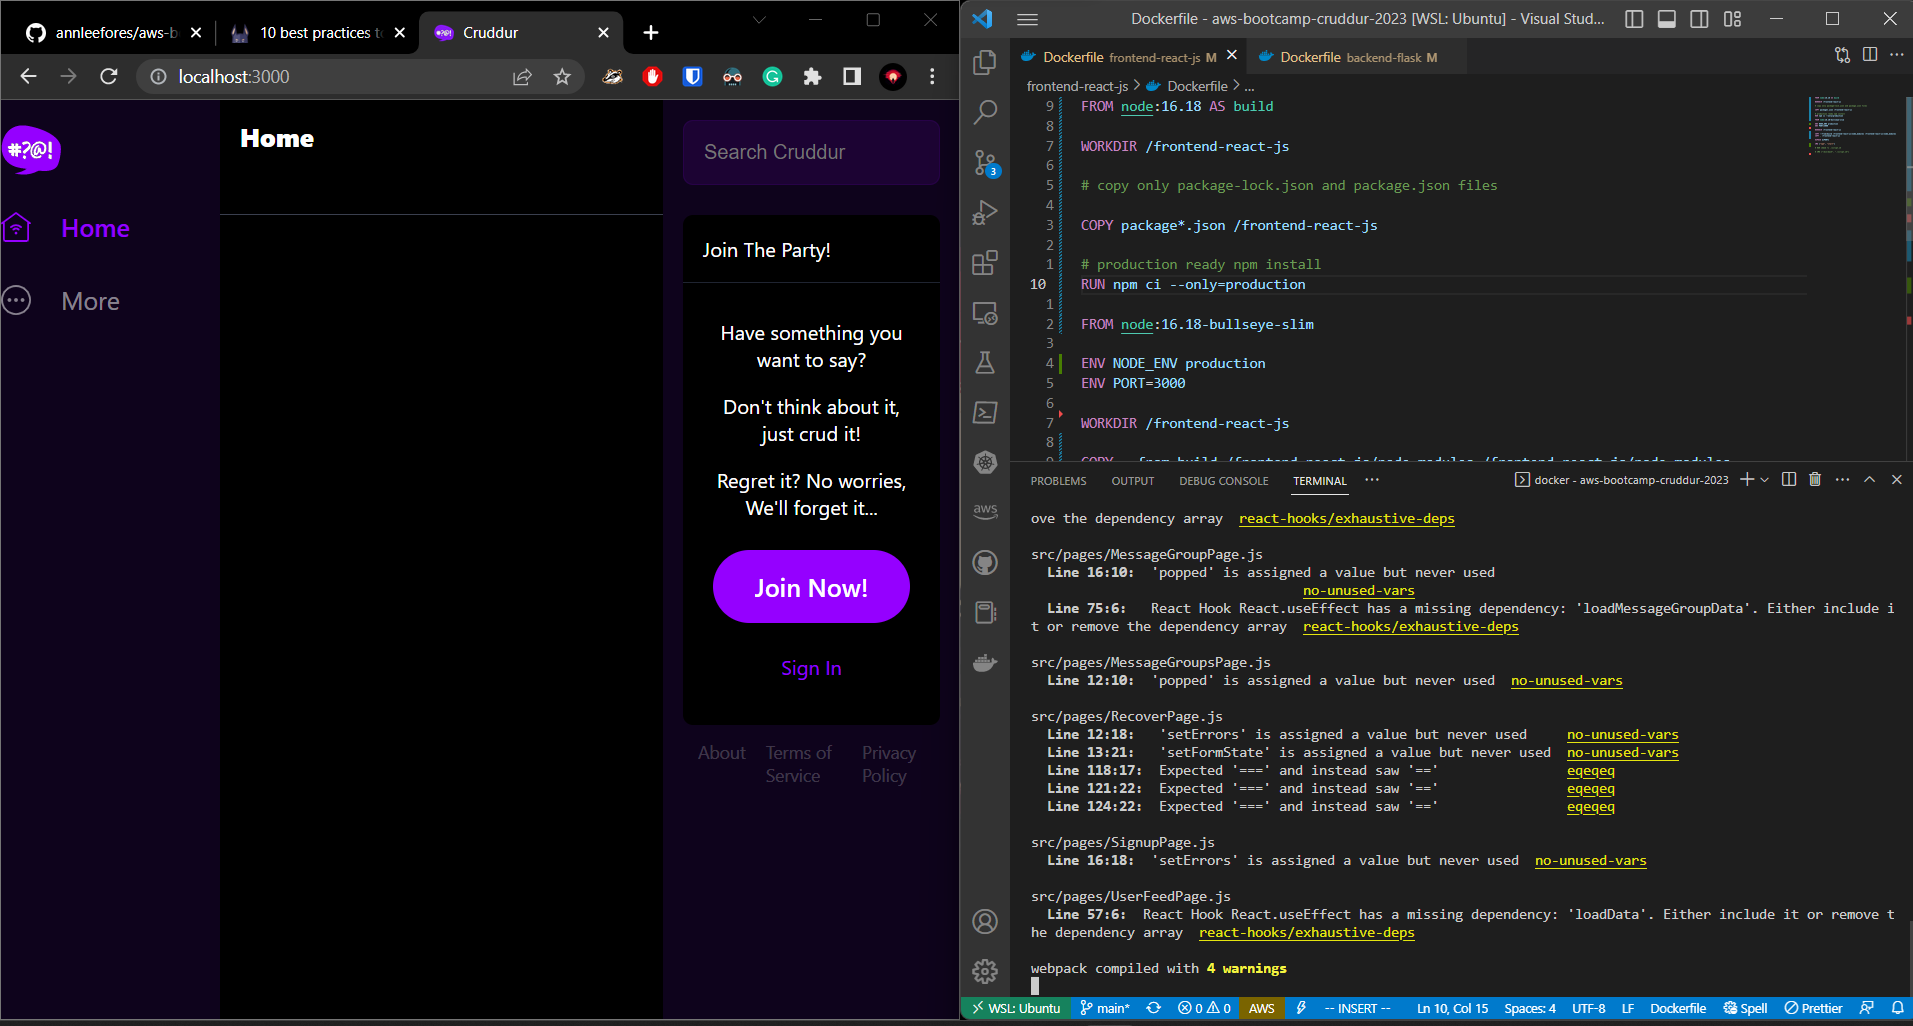 annleefores/aws-b
10 best practices to
Cruddur
localhost:3000
#?@!
Home
More
Home
Search Cruddur
Join The Party!
Have something you
want to say?
Don't think about it,
just crud it!
Regret it? No worries,
We'll forget it...
Join Now!
Sign In
About
Terms of
Service
Privacy
Policy
Dockerfile - aws-bootcamp-cruddur-2023 [WSL: Ubuntu] - Visual Stud...
Dockerfile frontend-react-js M
Dockerfile backend-flask M
frontend-react-js > Dockerfile > ...
9 FROM node:16.18 AS build
8
7 WORKDIR /frontend-react-js
6
5 # copy only package-lock.json and package.json files
4
3 COPY package*.json /frontend-react-js
2
1 # production ready npm install
10 RUN npm ci --only=production
1
2 FROM node:16.18-bullseye-slim
3
4 ENV NODE_ENV production
5 ENV PORT=3000
6
7 WORKDIR /frontend-react-js
8
9 COPY --from=build /frontend-react-js/node_modules /frontend-react-js/node_modules
3
aws
PROBLEMS OUTPUT DEBUG CONSOLE TERMINAL ...
docker - aws-bootcamp-cruddur-2023
ove the dependency array react-hooks/exhaustive-deps
src/pages/MessageGroupPage.js
Line 16:10: 'popped' is assigned a value but never used
no-unused-vars
Line 75:6: React Hook React.useEffect has a missing dependency: 'loadMessageGroupData'. Either include i
t or remove the dependency array react-hooks/exhaustive-deps
src/pages/MessageGroupsPage.js
Line 12:10: 'popped' is assigned a value but never used no-unused-vars
src/pages/RecoverPage.js
Line 12:18: 'setErrors' is assigned a value but never used no-unused-vars
Line 13:21: 'setFormState' is assigned a value but never used no-unused-vars
Line 118:17: Expected '===' and instead saw '==' eqeqeq
Line 121:22: Expected '===' and instead saw '==' eqeqeq
Line 124:22: Expected '===' and instead saw '==' eqeqeq
src/pages/SignupPage.js
Line 16:18: 'setErrors' is assigned a value but never used no-unused-vars
src/pages/UserFeedPage.js
Line 57:6: React Hook React.useEffect has a missing dependency: 'loadData'. Either include it or remove t
he dependency array react-hooks/exhaustive-deps
webpack compiled with 4 warnings
WSL: Ubuntu main* 0 0 AWS -- INSERT -- Ln 10, Col 15 Spaces: 4 UTF-8 LF Dockerfile Spell Prettier